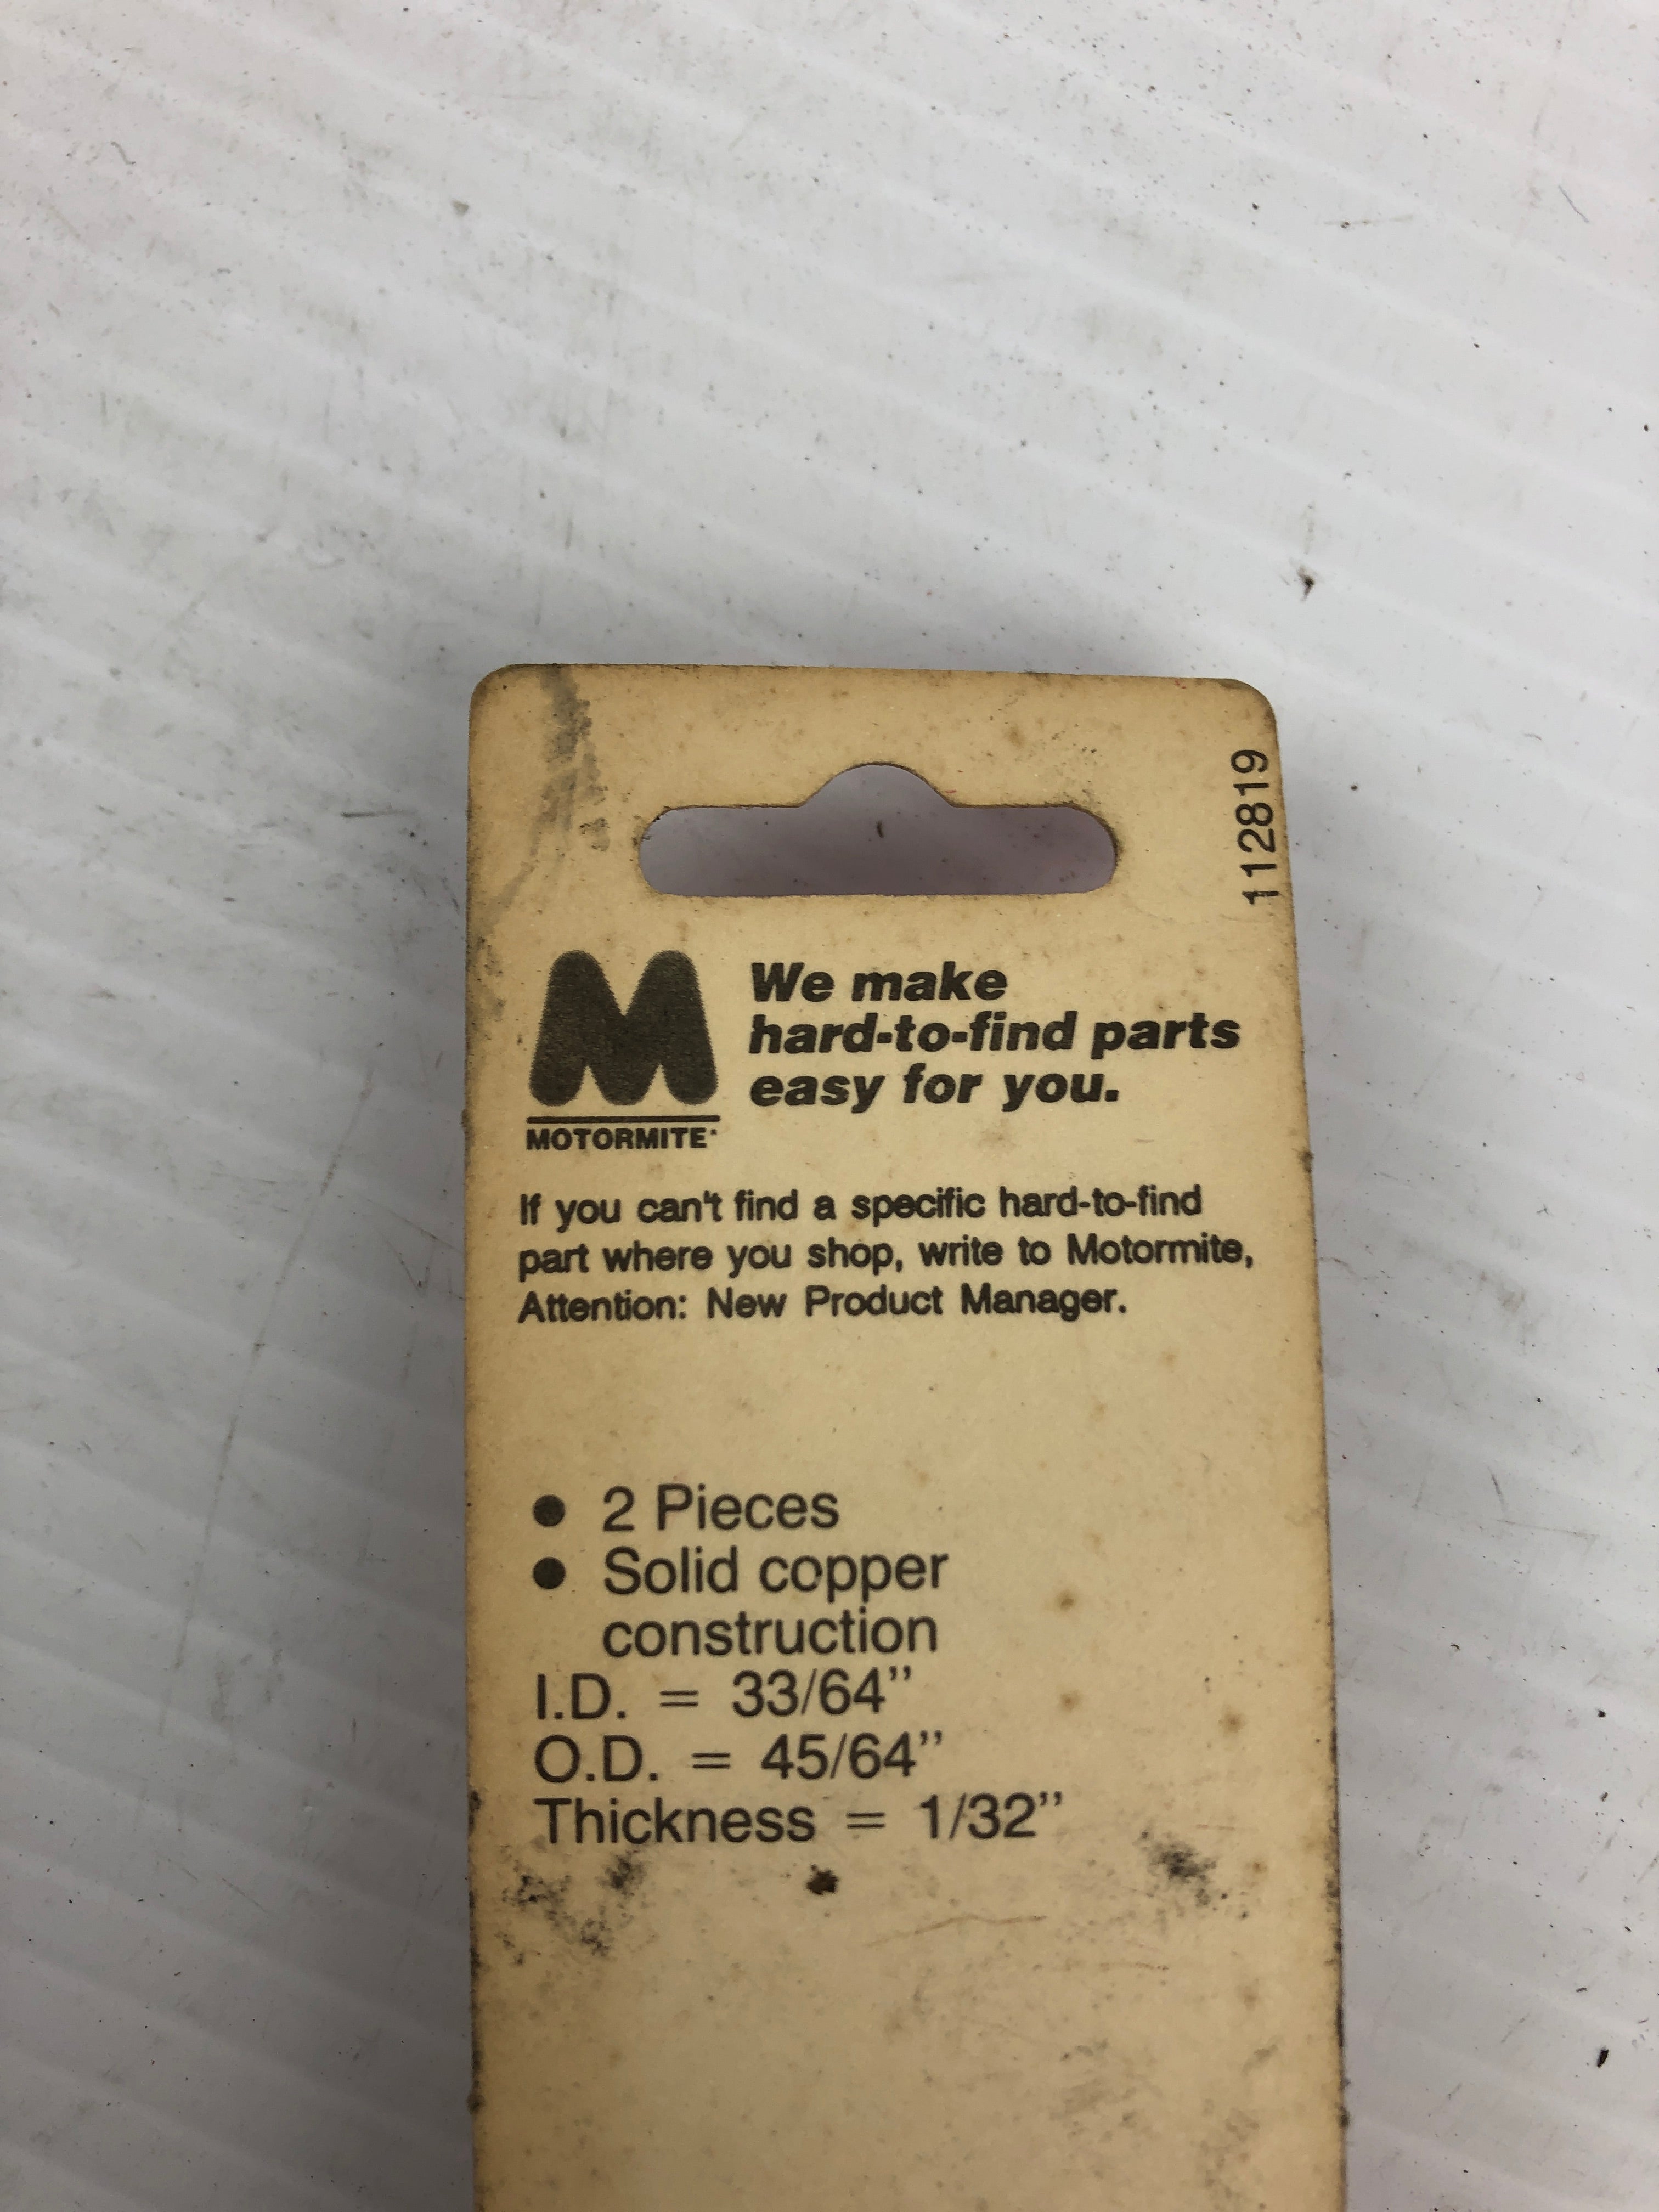 112819
M
MOTORMITE
We make
hard-to-find parts
easy for you.
If you can't find a specific hard-to-find
part where you shop, write to Motormite,
Attention: New Product Manager.
● 2 Pieces
● Solid copper
construction
I.D. = 33/64”
O.D. = 45/64”
Thickness = 1/32”